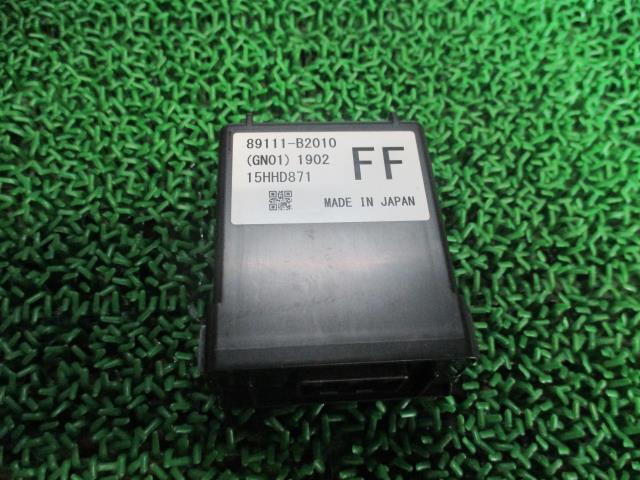 89111-B2010
(GN01) 1902
15HHD871
FF
MADE IN JAPAN